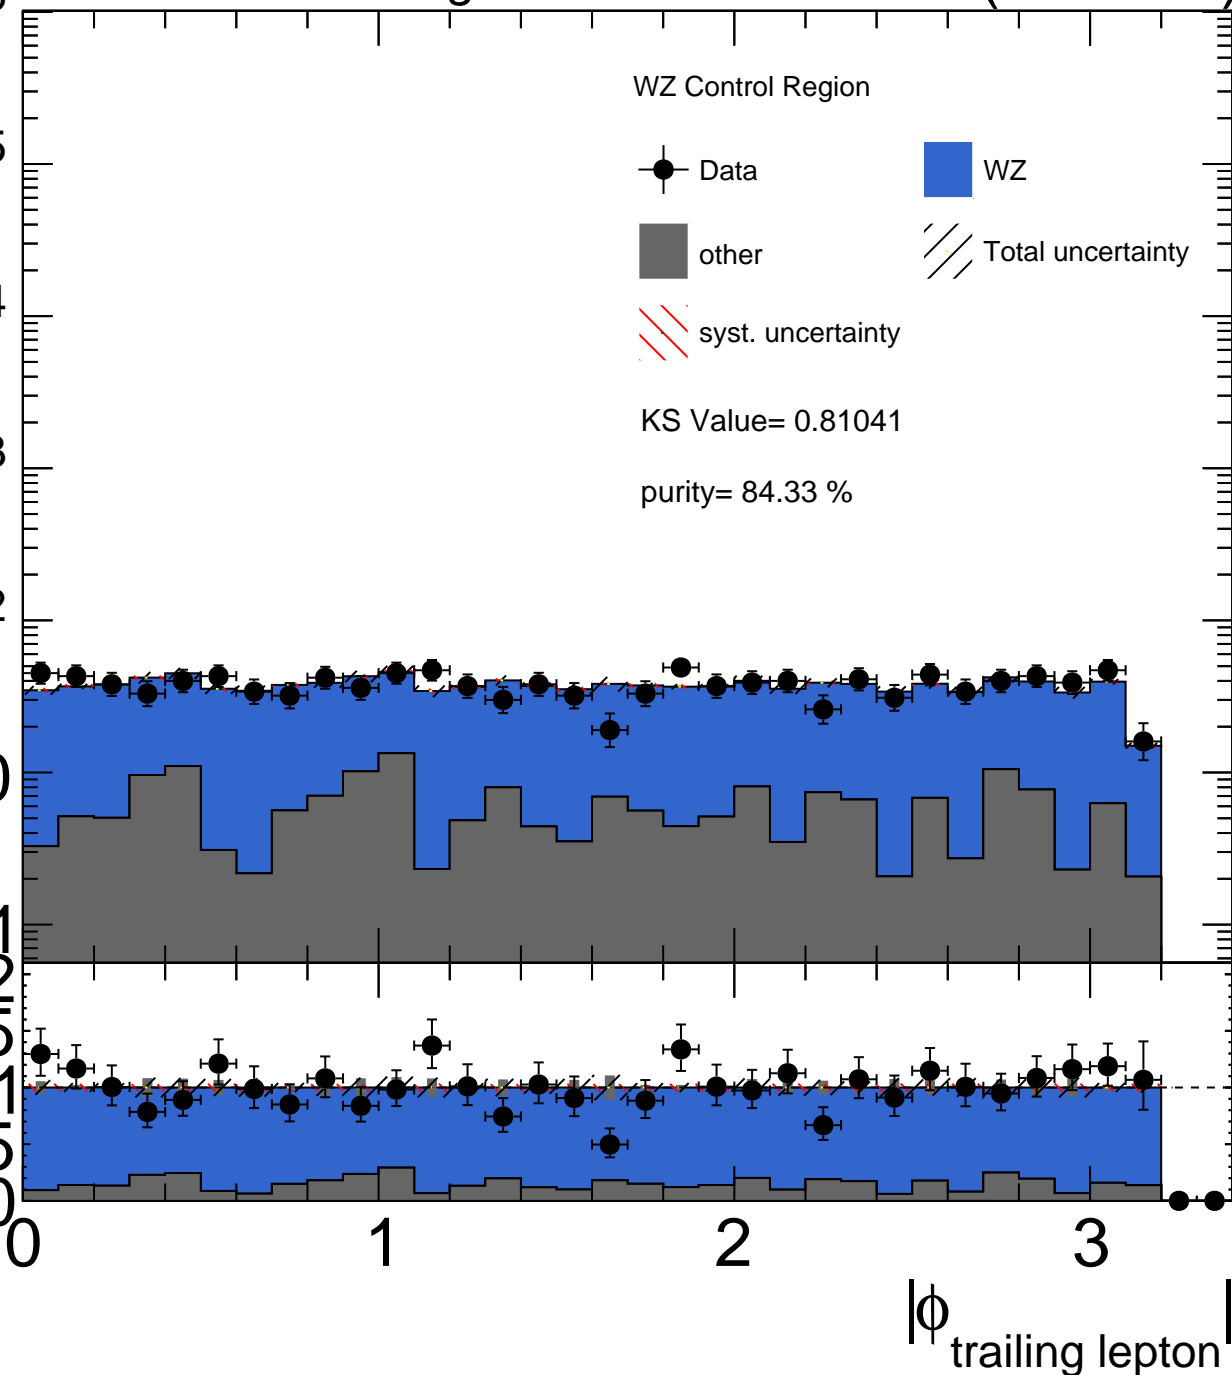 WZ Control Region
Data
WZ
other
Total uncertainty
syst. uncertainty
KS Value= 0.81041
purity= 84.33 %
0 1 2 3
|ϕ trailing lepton|